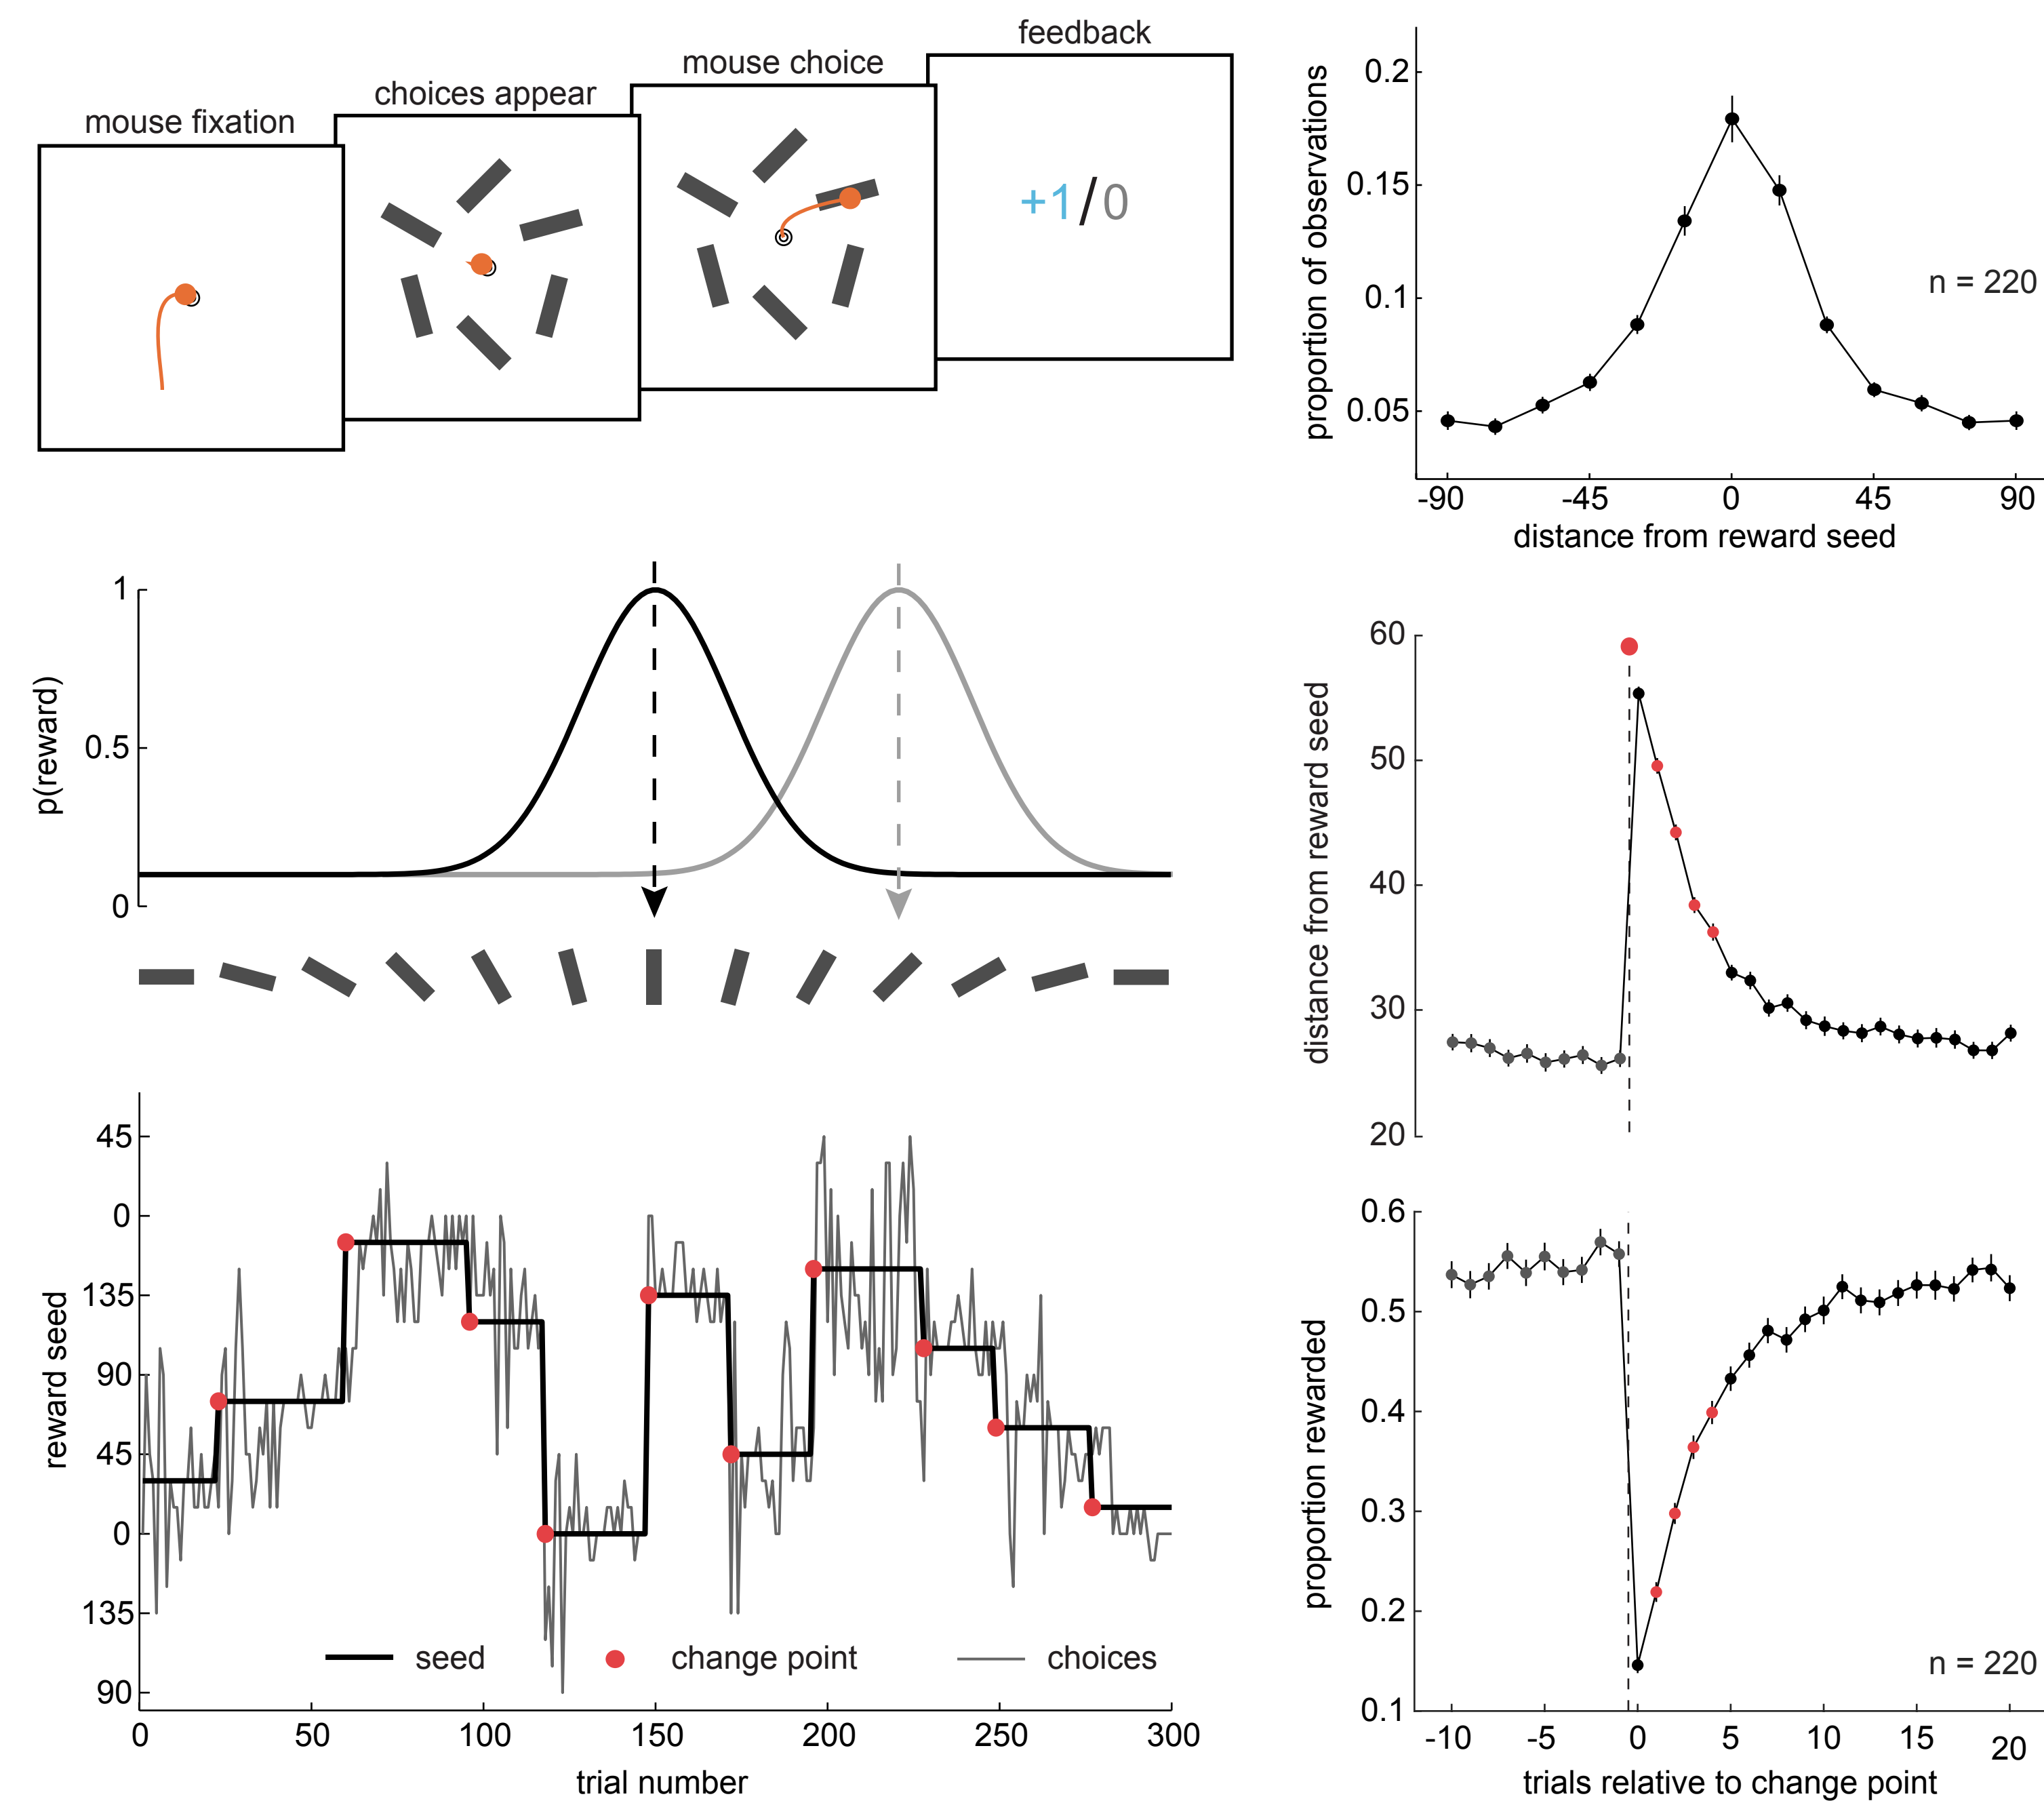 mouse fixation
choices appear
mouse choice
feedback
+1/0
proportion of observations
0.2
0.15
0.1
0.05
n = 220
-90
-45
0
45
90
distance from reward seed
p(reward)
1
0.5
0
distance from reward seed
60
50
40
30
20
reward seed
45
0
135
90
45
0
135
90
seed
change point
choices
0
50
100
150
200
250
300
trial number
proportion rewarded
0.6
0.5
0.4
0.3
0.2
0.1
n = 220
-10
-5
0
5
10
15
20
trials relative to change point